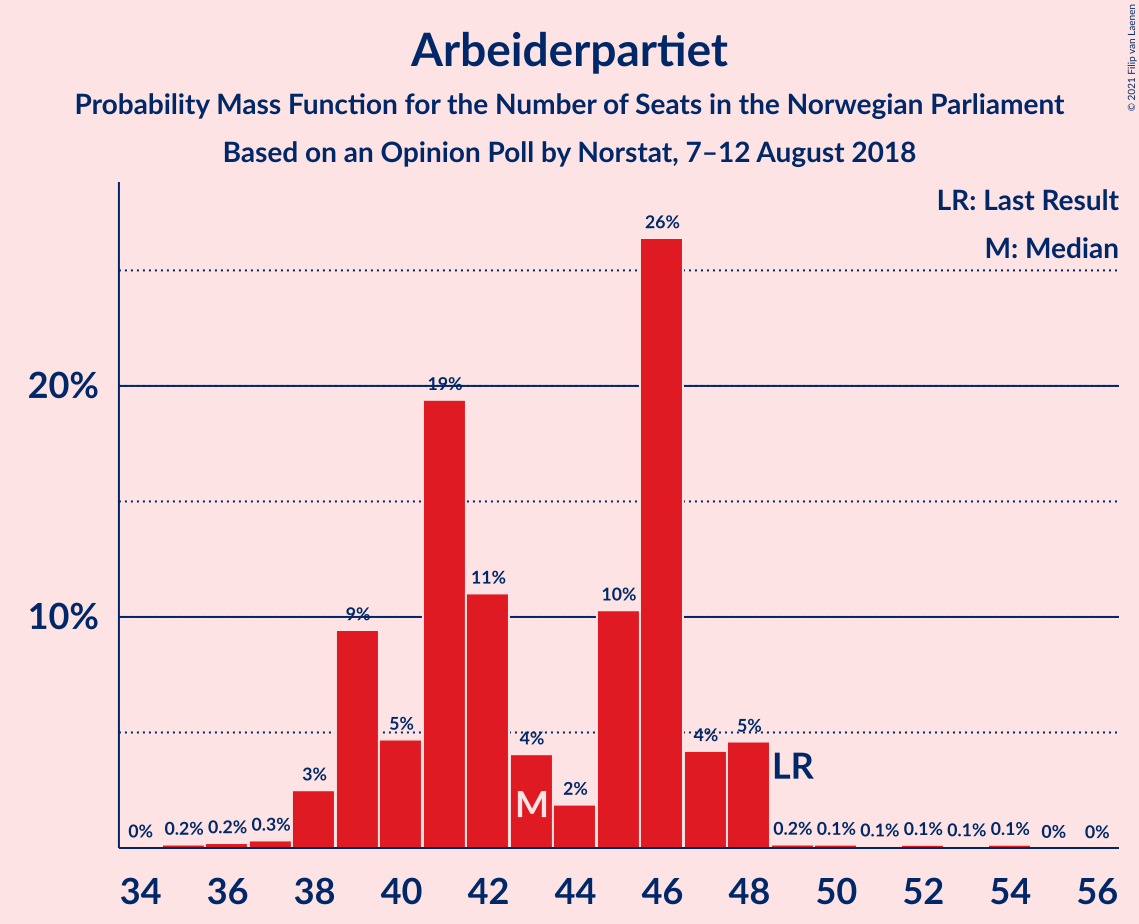 © 2021 Filip van Laenen
Arbeiderpartiet
Probability Mass Function for the Number of Seats in the Norwegian Parliament
Based on an Opinion Poll by Norstat, 7–12 August 2018
LR: Last Result
M: Median
26%
20%
19%
11%
10%
10%
9%
5%
4%
2%
4%
5%
3%
LR
M
0% 0.2% 0.2% 0.3% 0.2% 0.1% 0.1% 0.1% 0.1% 0.1% 0% 0%
34 36 38 40 42 44 46 48 50 52 54 56